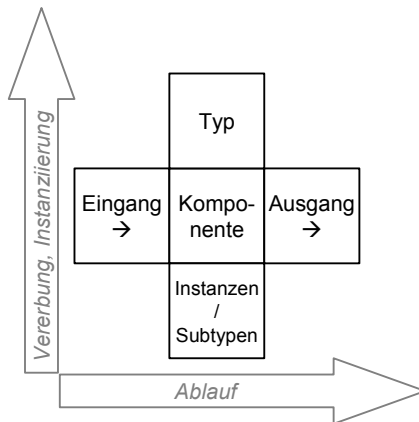 Typ
Vererbung, Instanziierung
Eingang
→
Kompo-
nente
Ausgang
→
Instanzen
/
Subtypen
Ablauf